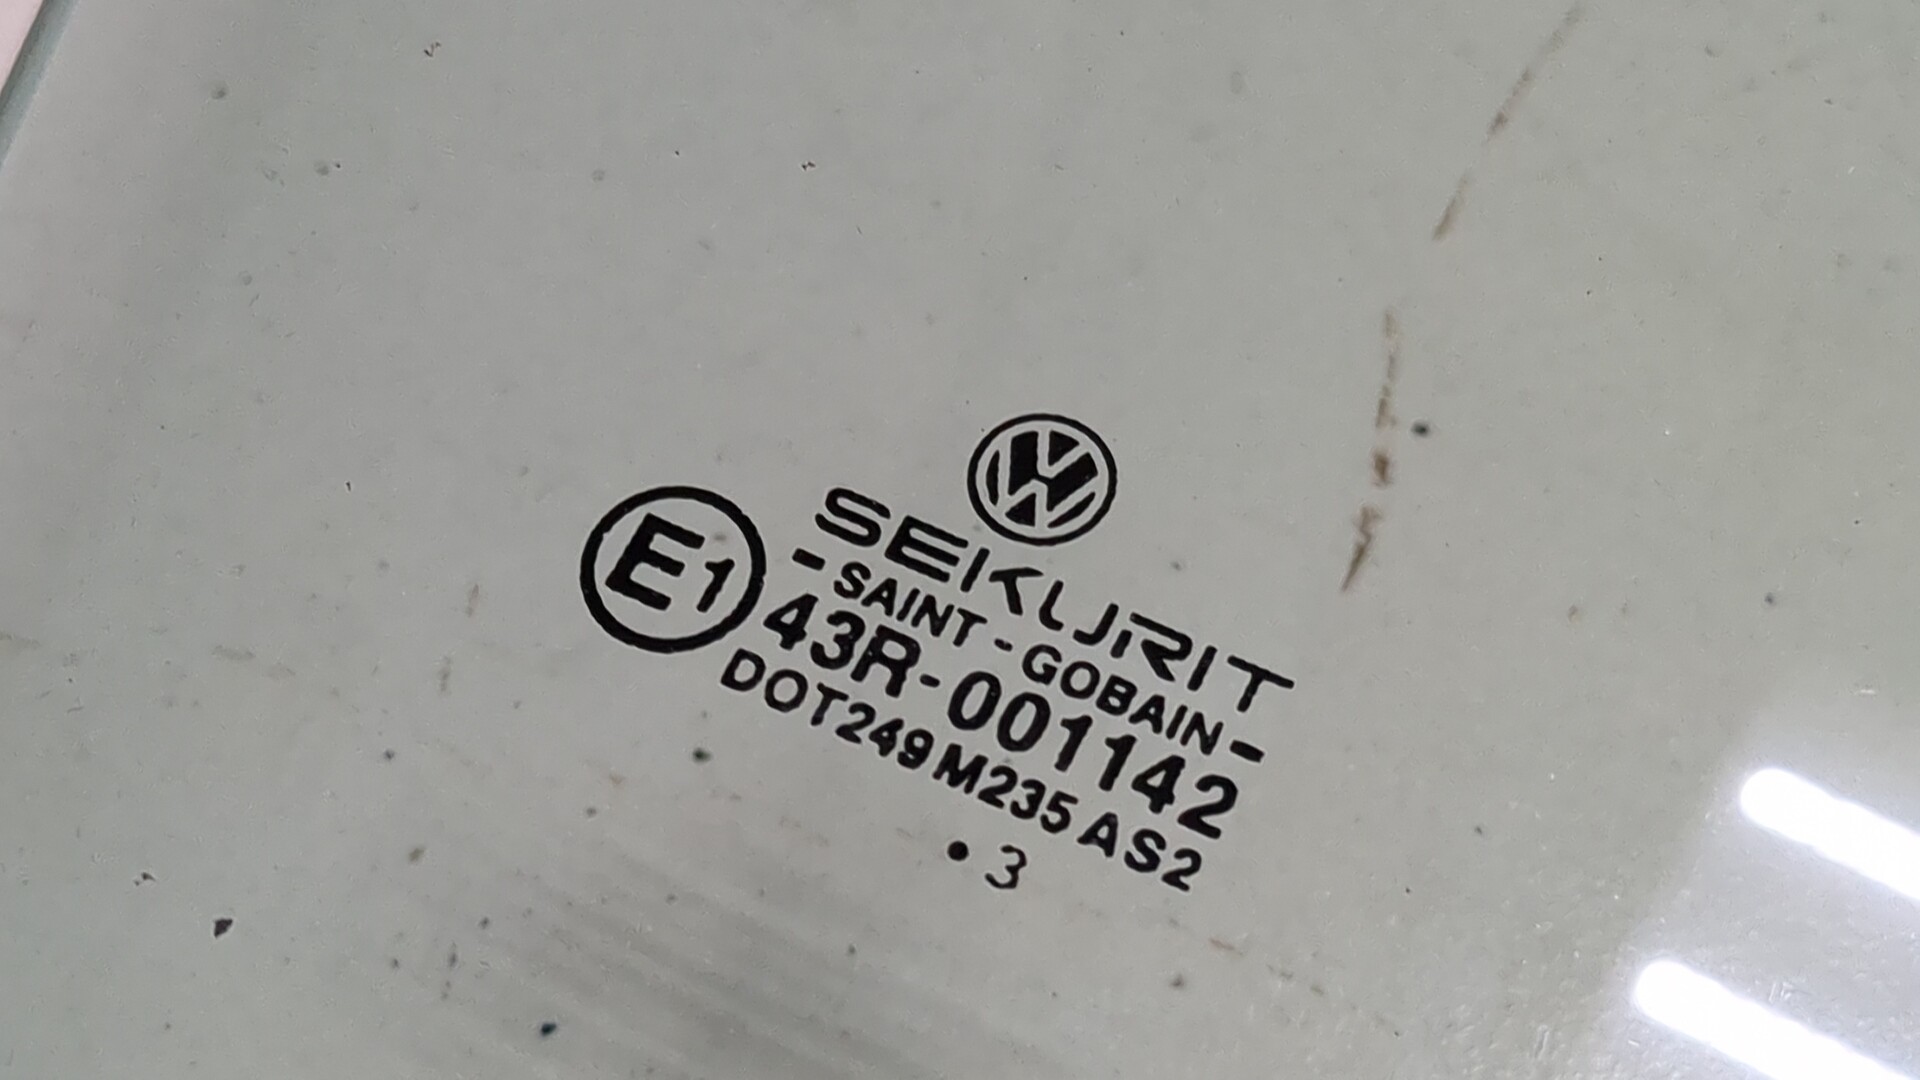 SEKURIT
- SAINT - GOBAIN -
E1 43R-001142
DOT249 M235 AS2
• 3